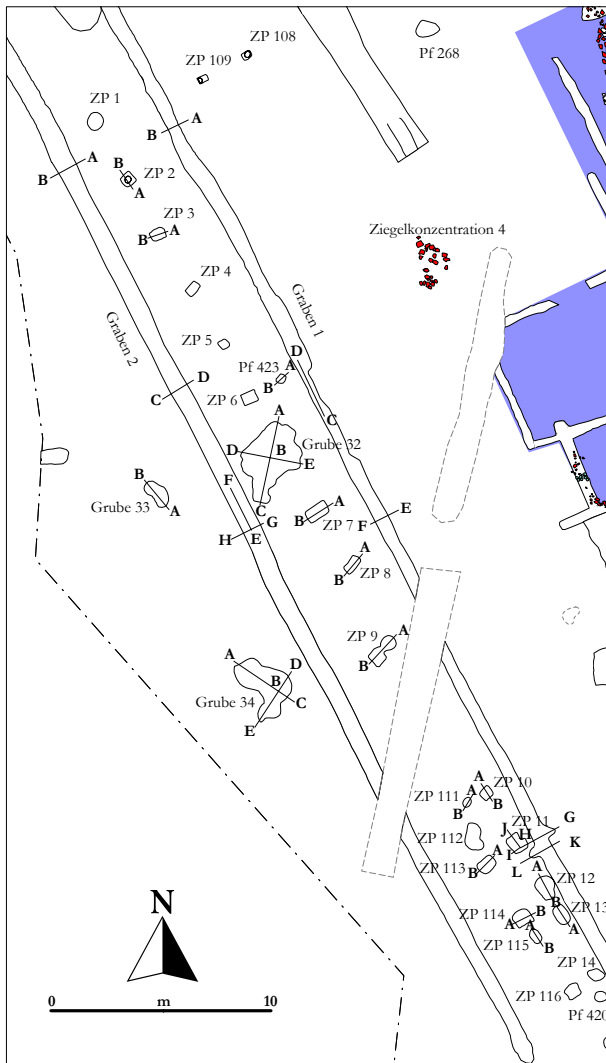 ZP 108
Pf 268
ZP 109
ZP 1
A
B
A
B
B
ZP 2
A
ZP 3
B
A
Ziegelkonzentration 4
ZP 4
Graben 1
Graben 2
ZP 5
D
Pf 423
A
B
D
C
ZP 6
A
C
D
B
Grube 32
E
B
F
A
C
Grube 33
G
A
B
ZP 7
E
F
H
E
A
B
ZP 8
A
D
A
ZP 9
B
B
Grube 34
C
E
A
ZP 10
ZP 111
A
B
B
G
J
ZP 11
H
K
ZP 112
I
A
L
ZP 113
B
A
ZP 12
B
ZP 13
ZP 114
B
A
A
A
ZP 115
B
N
ZP 14
ZP 116
Pf 420
0
m
10